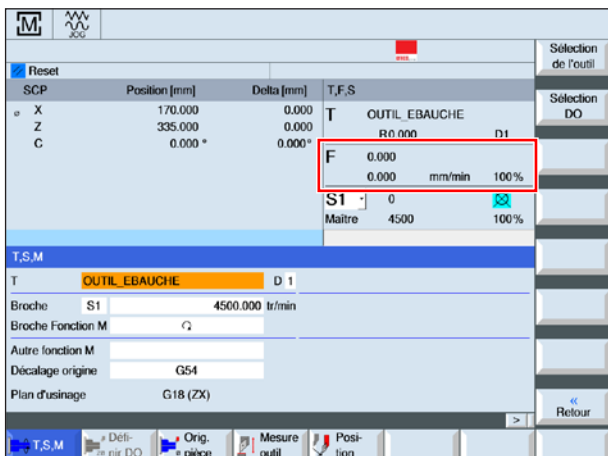 M
JOG
Sélection
de l'outil
Reset
SCP Position [mm] Delta [mm] T,F,S
Sélection
DO
ø X 170.000 0.000 T OUTIL_EBAUCHE
Z 335.000 0.000 R0.000 D1
C 0.000 ° 0.000°
F 0.000
0.000 mm/min 100%
S1 0
Maître 4500 100%
T,S,M
T OUTIL_EBAUCHE D 1
Broche S1 4500.000 tr/min
Broche Fonction M
Autre fonction M
Décalage origine G54
Plan d'usinage G18 (ZX)
«
Retour
>
T,S,M Défi- Orig. Mesure Posi-
nir DO pièce outil tion